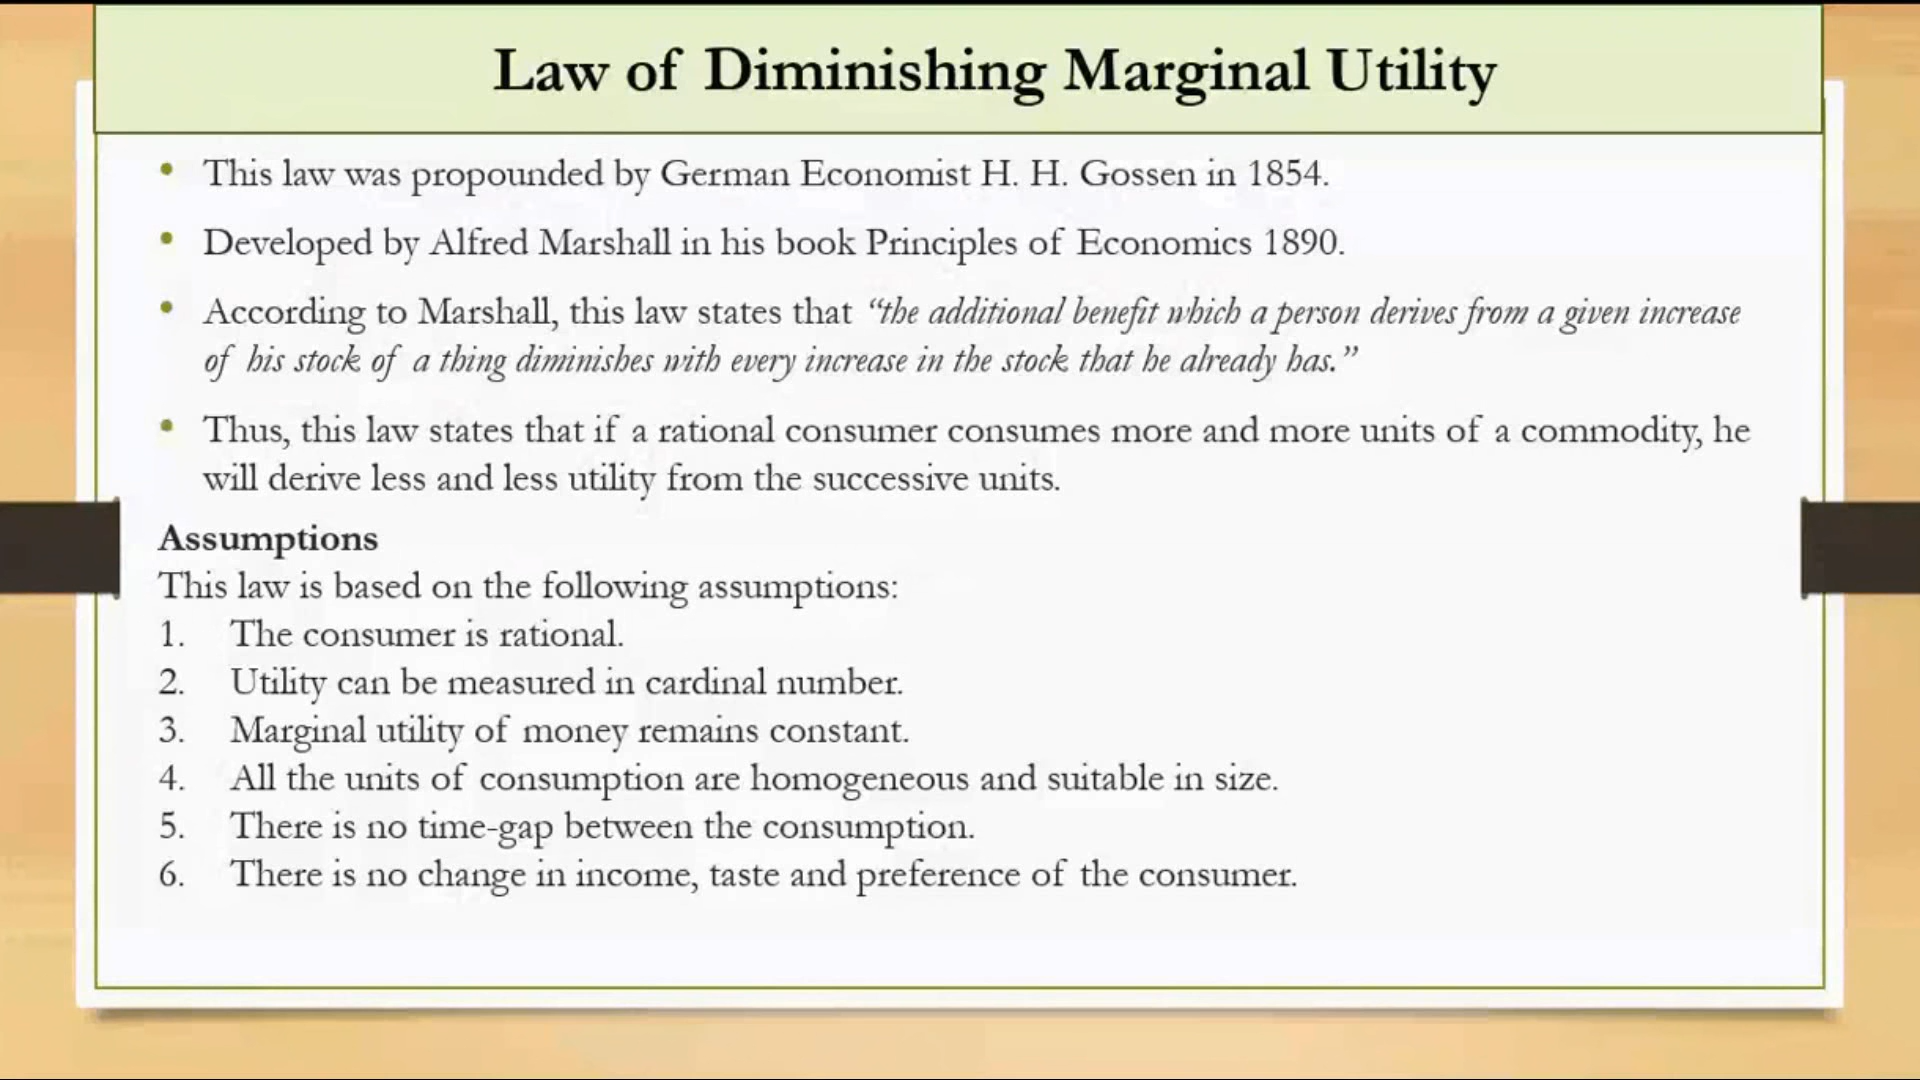 Law of Diminishing Marginal Utility
• This law was propounded by German Economist H. H. Gossen in 1854.
• Developed by Alfred Marshall in his book Principles of Economics 1890.
• According to Marshall, this law states that “the additional benefit which a person derives from a given increase
of his stock of a thing diminishes with every increase in the stock that he already has.”
• Thus, this law states that if a rational consumer consumes more and more units of a commodity, he
will derive less and less utility from the successive units.
Assumptions
This law is based on the following assumptions:
1. The consumer is rational.
2. Utility can be measured in cardinal number.
3. Marginal utility of money remains constant.
4. All the units of consumption are homogeneous and suitable in size.
5. There is no time-gap between the consumption.
6. There is no change in income, taste and preference of the consumer.